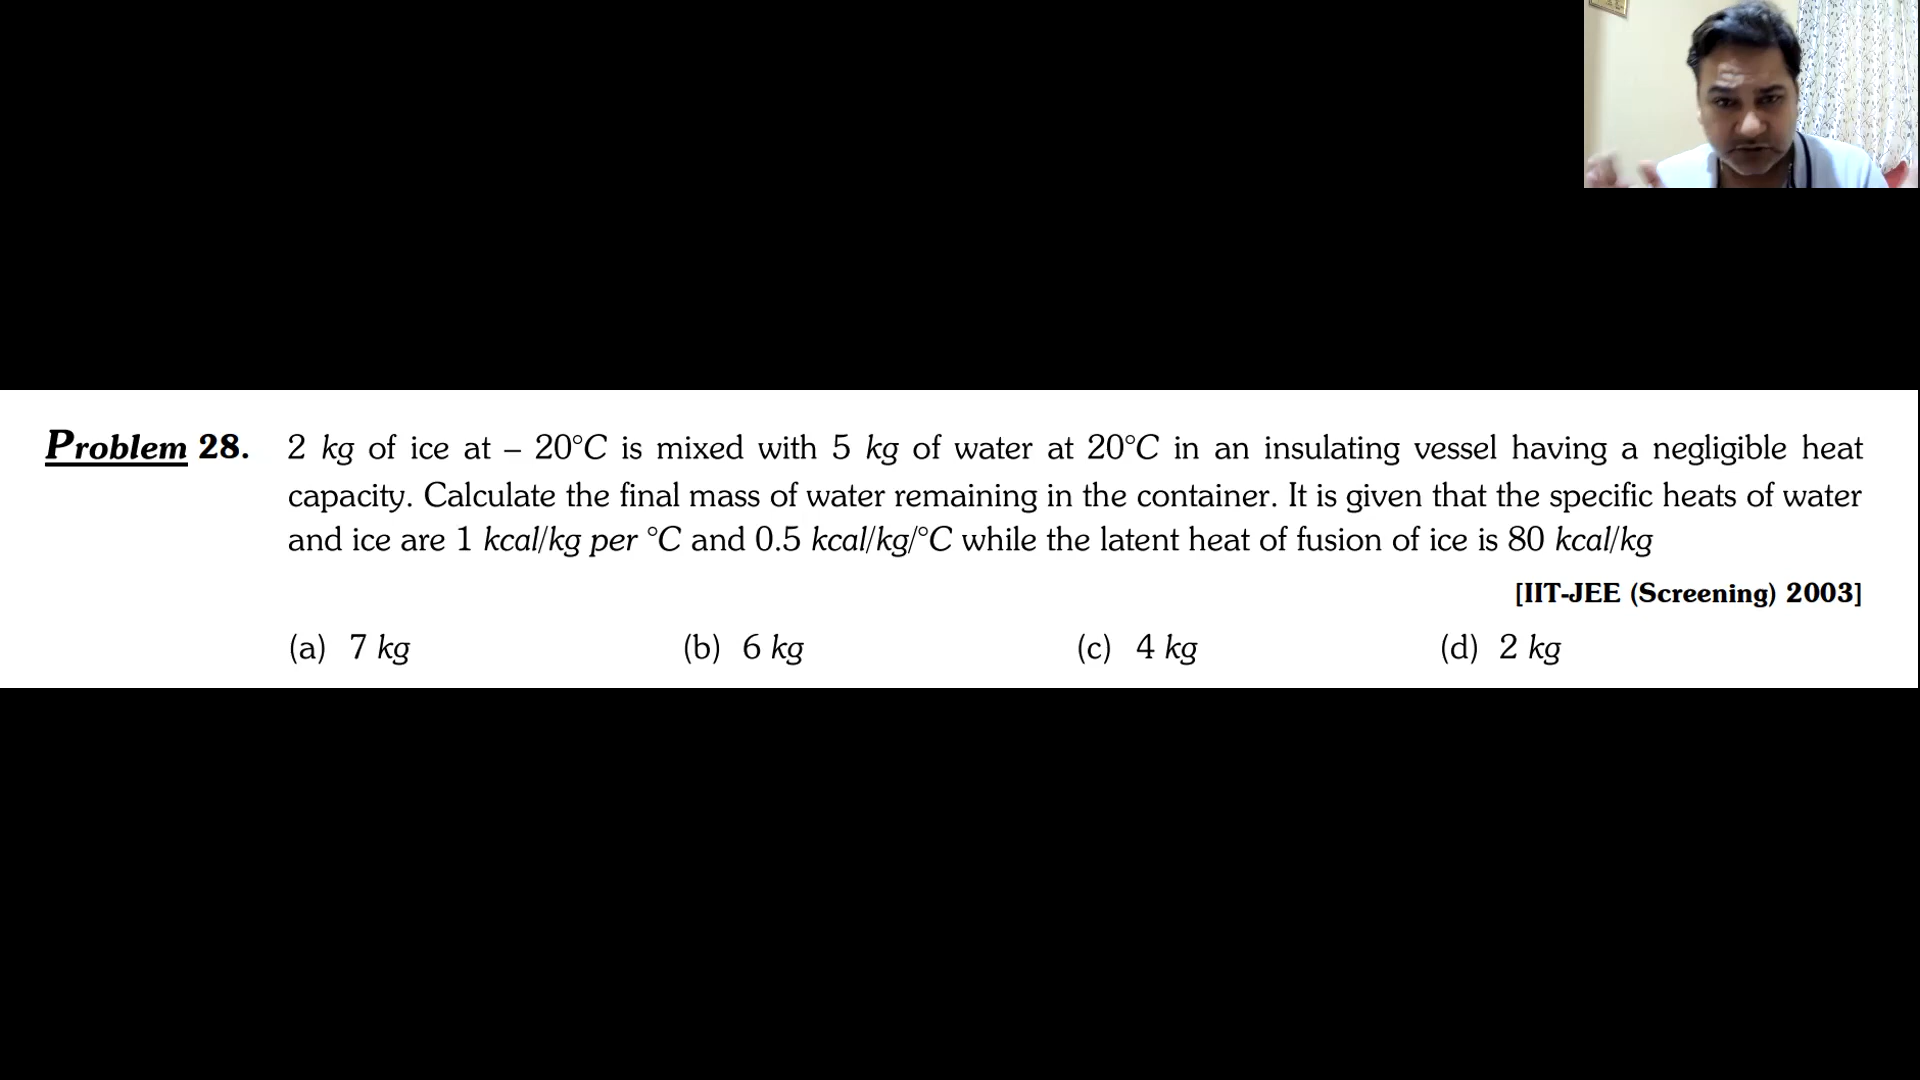 Problem 28. 2 kg of ice at – 20°C is mixed with 5 kg of water at 20°C in an insulating vessel having a negligible heat
capacity. Calculate the final mass of water remaining in the container. It is given that the specific heats of water
and ice are 1 kcal/kg per °C and 0.5 kcal/kg/°C while the latent heat of fusion of ice is 80 kcal/kg
[IIT-JEE (Screening) 2003]
(a) 7 kg (b) 6 kg (c) 4 kg (d) 2 kg